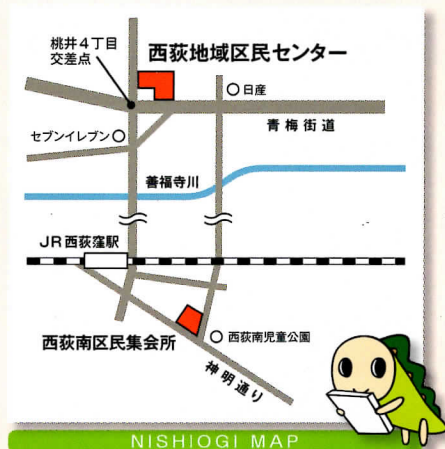 桃井4丁目
交差点
西荻地域区民センター
日産
青梅街道
セブンイレブン
善福寺川
JR西荻窪駅
西荻南区民集会所
西荻南児童公園
神明通り
NISHIOGI MAP